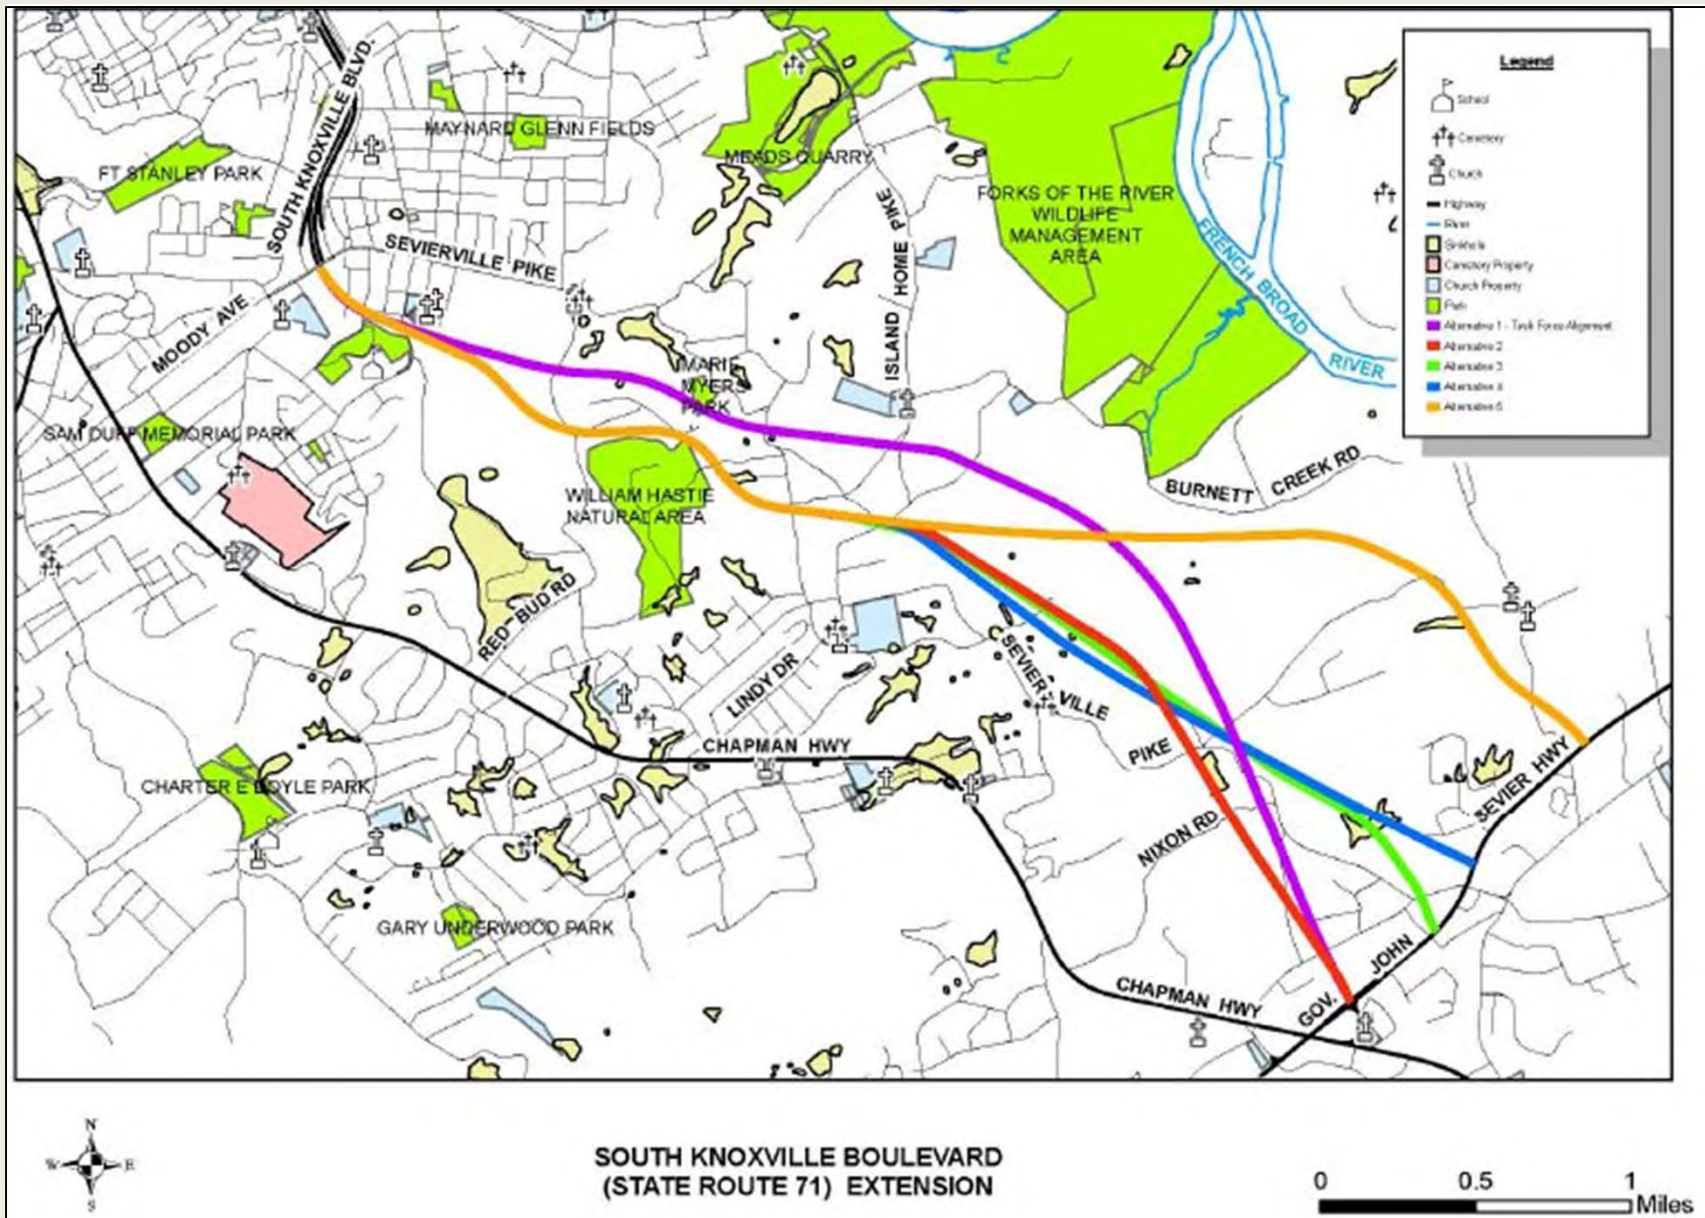 SOUTH KNOXVILLE BLVD.
MAYNARD GLENN FIELDS
FT STANLEY PARK
MEADS QUARRY
SEVIERVILLE PIKE
MOODY AVE
ISLAND HOME PIKE
FORKS OF THE RIVER
WILDLIFE
MANAGEMENT
AREA
FRENCH BROAD
RIVER
MARIE
MYERS
PARK
SAM DUFF MEMORIAL PARK
WILLIAM HASTIE
NATURAL AREA
BURNETT CREEK RD
RED BUD RD
LINDY DR
SEVIERVILLE
PIKE
CHAPMAN HWY
CHARTER E DOYLE PARK
NIXON RD
SEVIER HWY
GARY UNDERWOOD PARK
JOHN
GOV.
CHAPMAN HWY
Legend
School
Cemetery
Church
Highway
River
Sinkhole
Cemetery Property
Church Property
Park
Alternative 1 - Task Force Alignment
Alternative 2
Alternative 3
Alternative 4
Alternative 5
N
W E
S
SOUTH KNOXVILLE BOULEVARD
(STATE ROUTE 71) EXTENSION
0 0.5 1
Miles